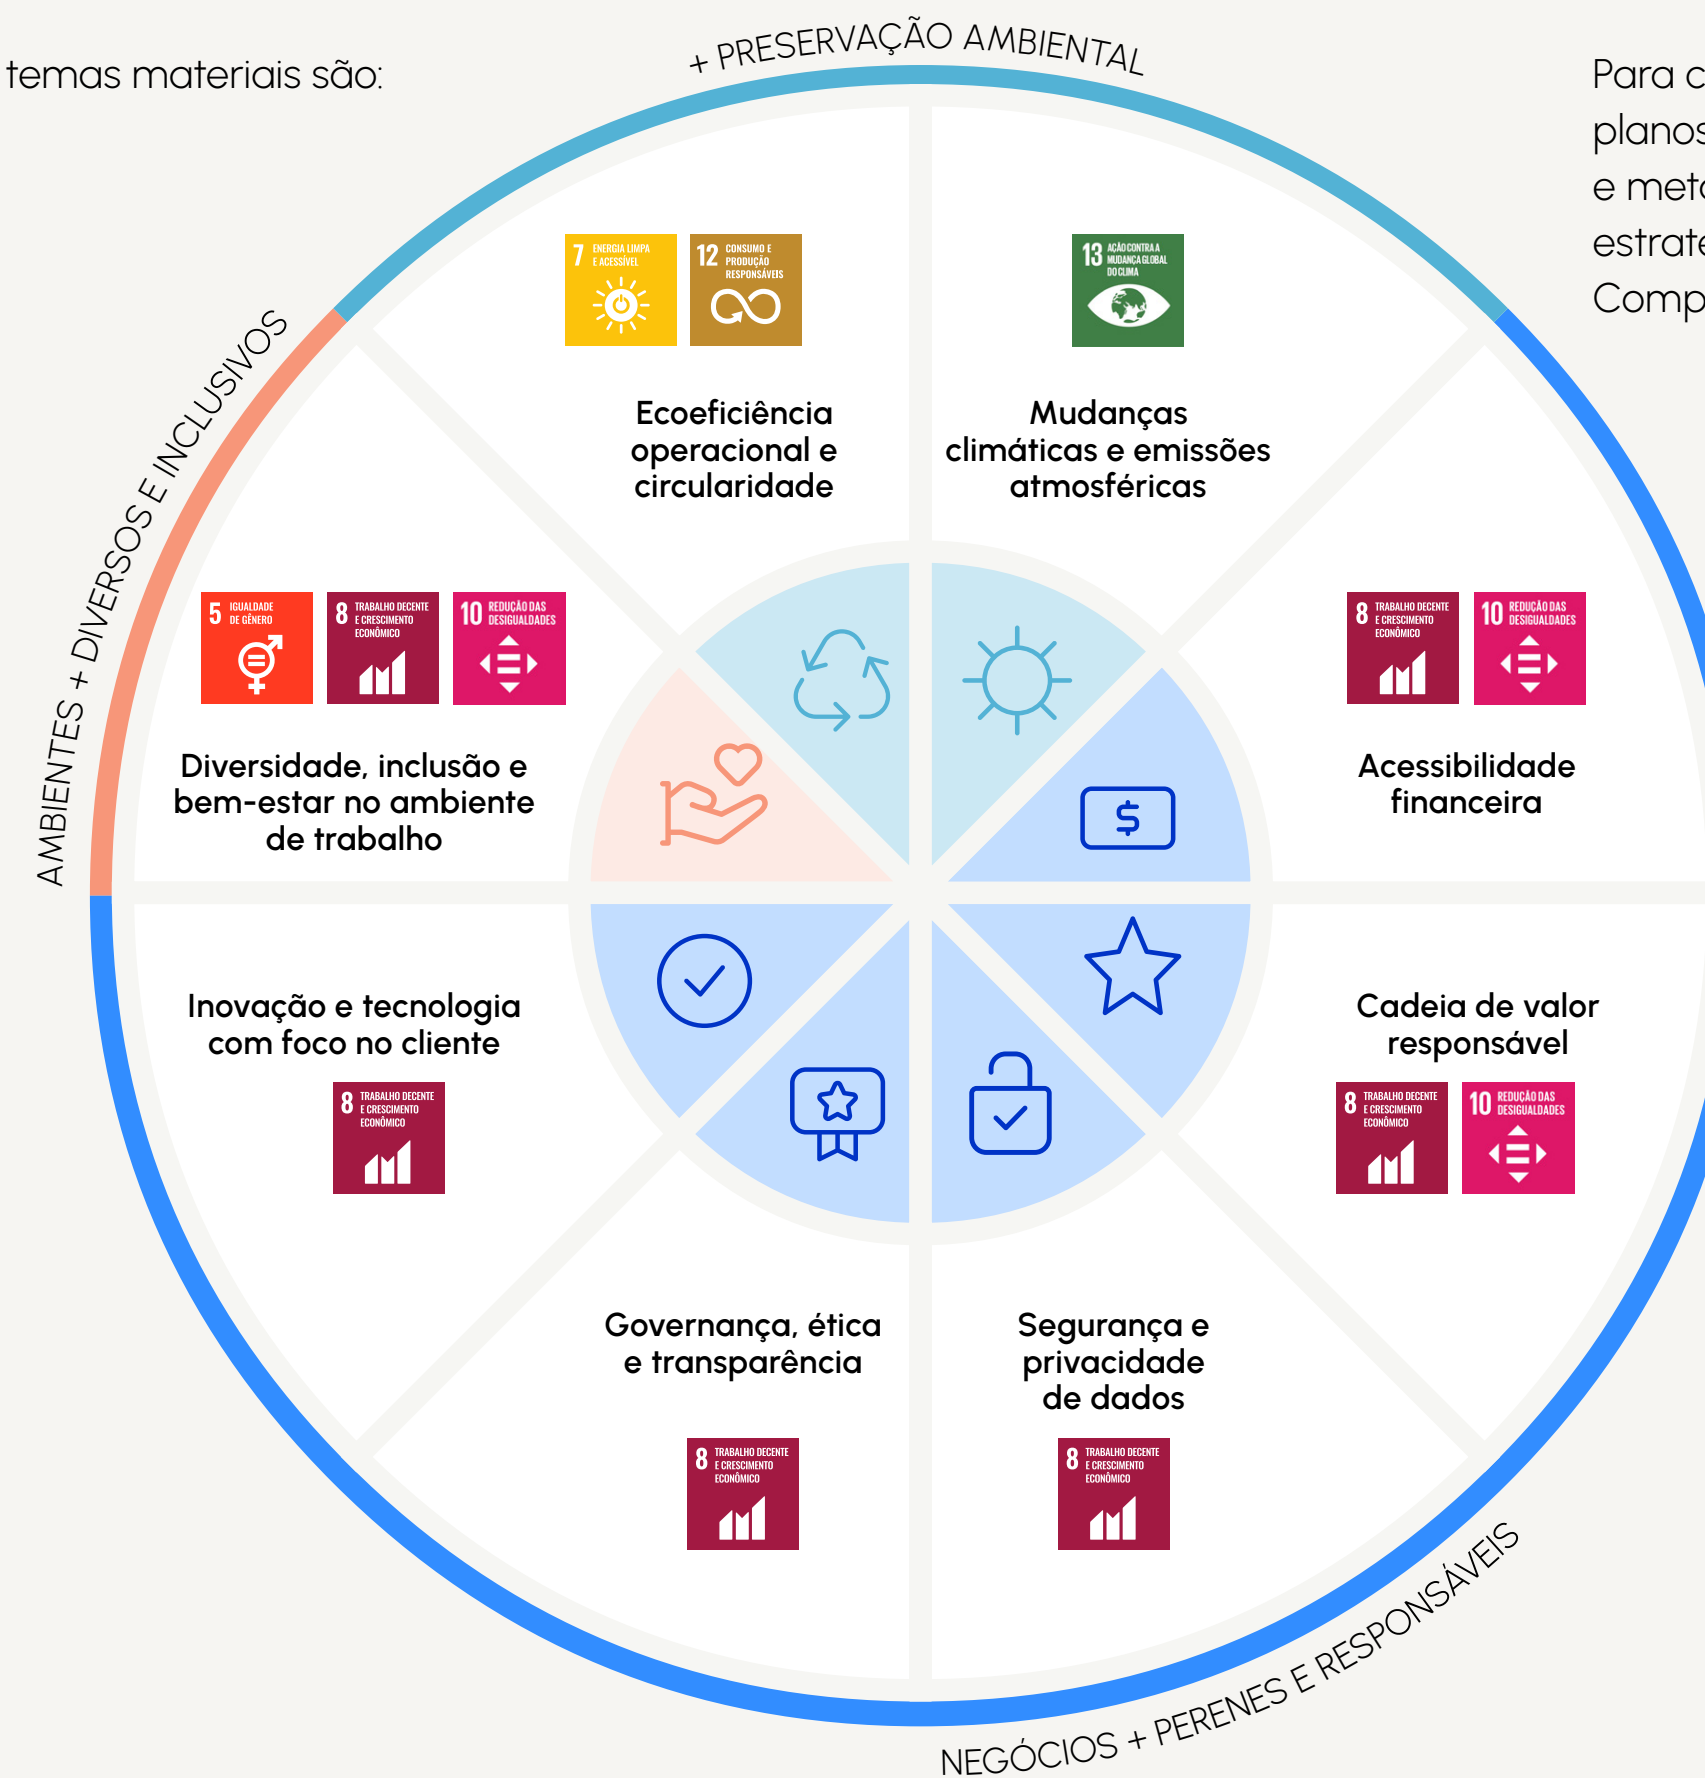 temas materiais são:
+ PRESERVAÇÃO AMBIENTAL
Para c
planos
e meto
estraté
Comp
AMBIENTES + DIVERSOS E INCLUSIVOS
7 ENERGIA LIMPA
E ACESSÍVEL
12 CONSUMO E
PRODUÇÃO
RESPONSÁVEIS
Ecoeficiência
operacional e
circularidade
13 AÇÃO CONTRA A
MUDANÇA GLOBAL
DO CLIMA
Mudanças
climáticas e emissões
atmosféricas
5 IGUALDADE
DE GÊNERO
8 TRABALHO DECENTE
E CRESCIMENTO
ECONÔMICO
10 REDUÇÃO DAS
DESIGUALDADES
Diversidade, inclusão e
bem-estar no ambiente
de trabalho
8 TRABALHO DECENTE
E CRESCIMENTO
ECONÔMICO
10 REDUÇÃO DAS
DESIGUALDADES
Acessibilidade
financeira
$
Inovação e tecnologia
com foco no cliente
8 TRABALHO DECENTE
E CRESCIMENTO
ECONÔMICO
Cadeia de valor
responsável
8 TRABALHO DECENTE
E CRESCIMENTO
ECONÔMICO
10 REDUÇÃO DAS
DESIGUALDADES
Governança, ética
e transparência
8 TRABALHO DECENTE
E CRESCIMENTO
ECONÔMICO
Segurança e
privacidade
de dados
8 TRABALHO DECENTE
E CRESCIMENTO
ECONÔMICO
NEGÓCIOS + PERENES E RESPONSÁVEIS